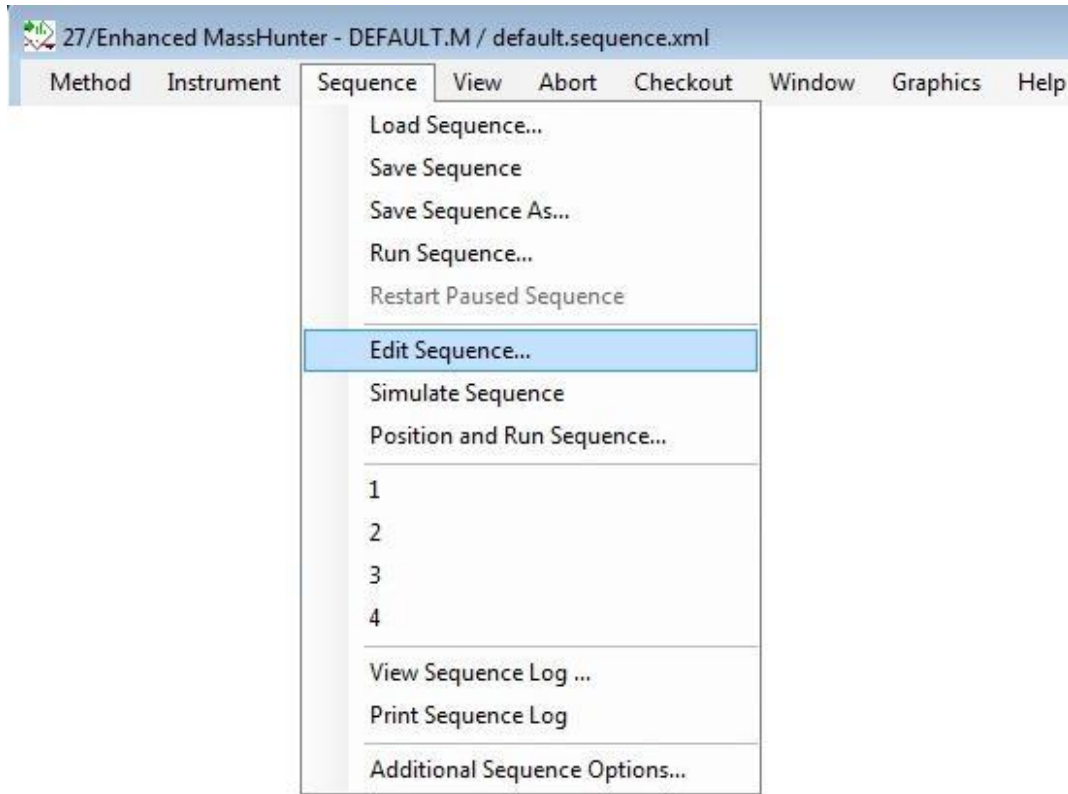 27/Enhanced MassHunter - DEFAULT.M / default.sequence.xml
Method Instrument Sequence View Abort Checkout Window Graphics Help
Load Sequence...
Save Sequence
Save Sequence As...
Run Sequence...
Restart Paused Sequence
Edit Sequence...
Simulate Sequence
Position and Run Sequence...
1
2
3
4
View Sequence Log ...
Print Sequence Log
Additional Sequence Options...